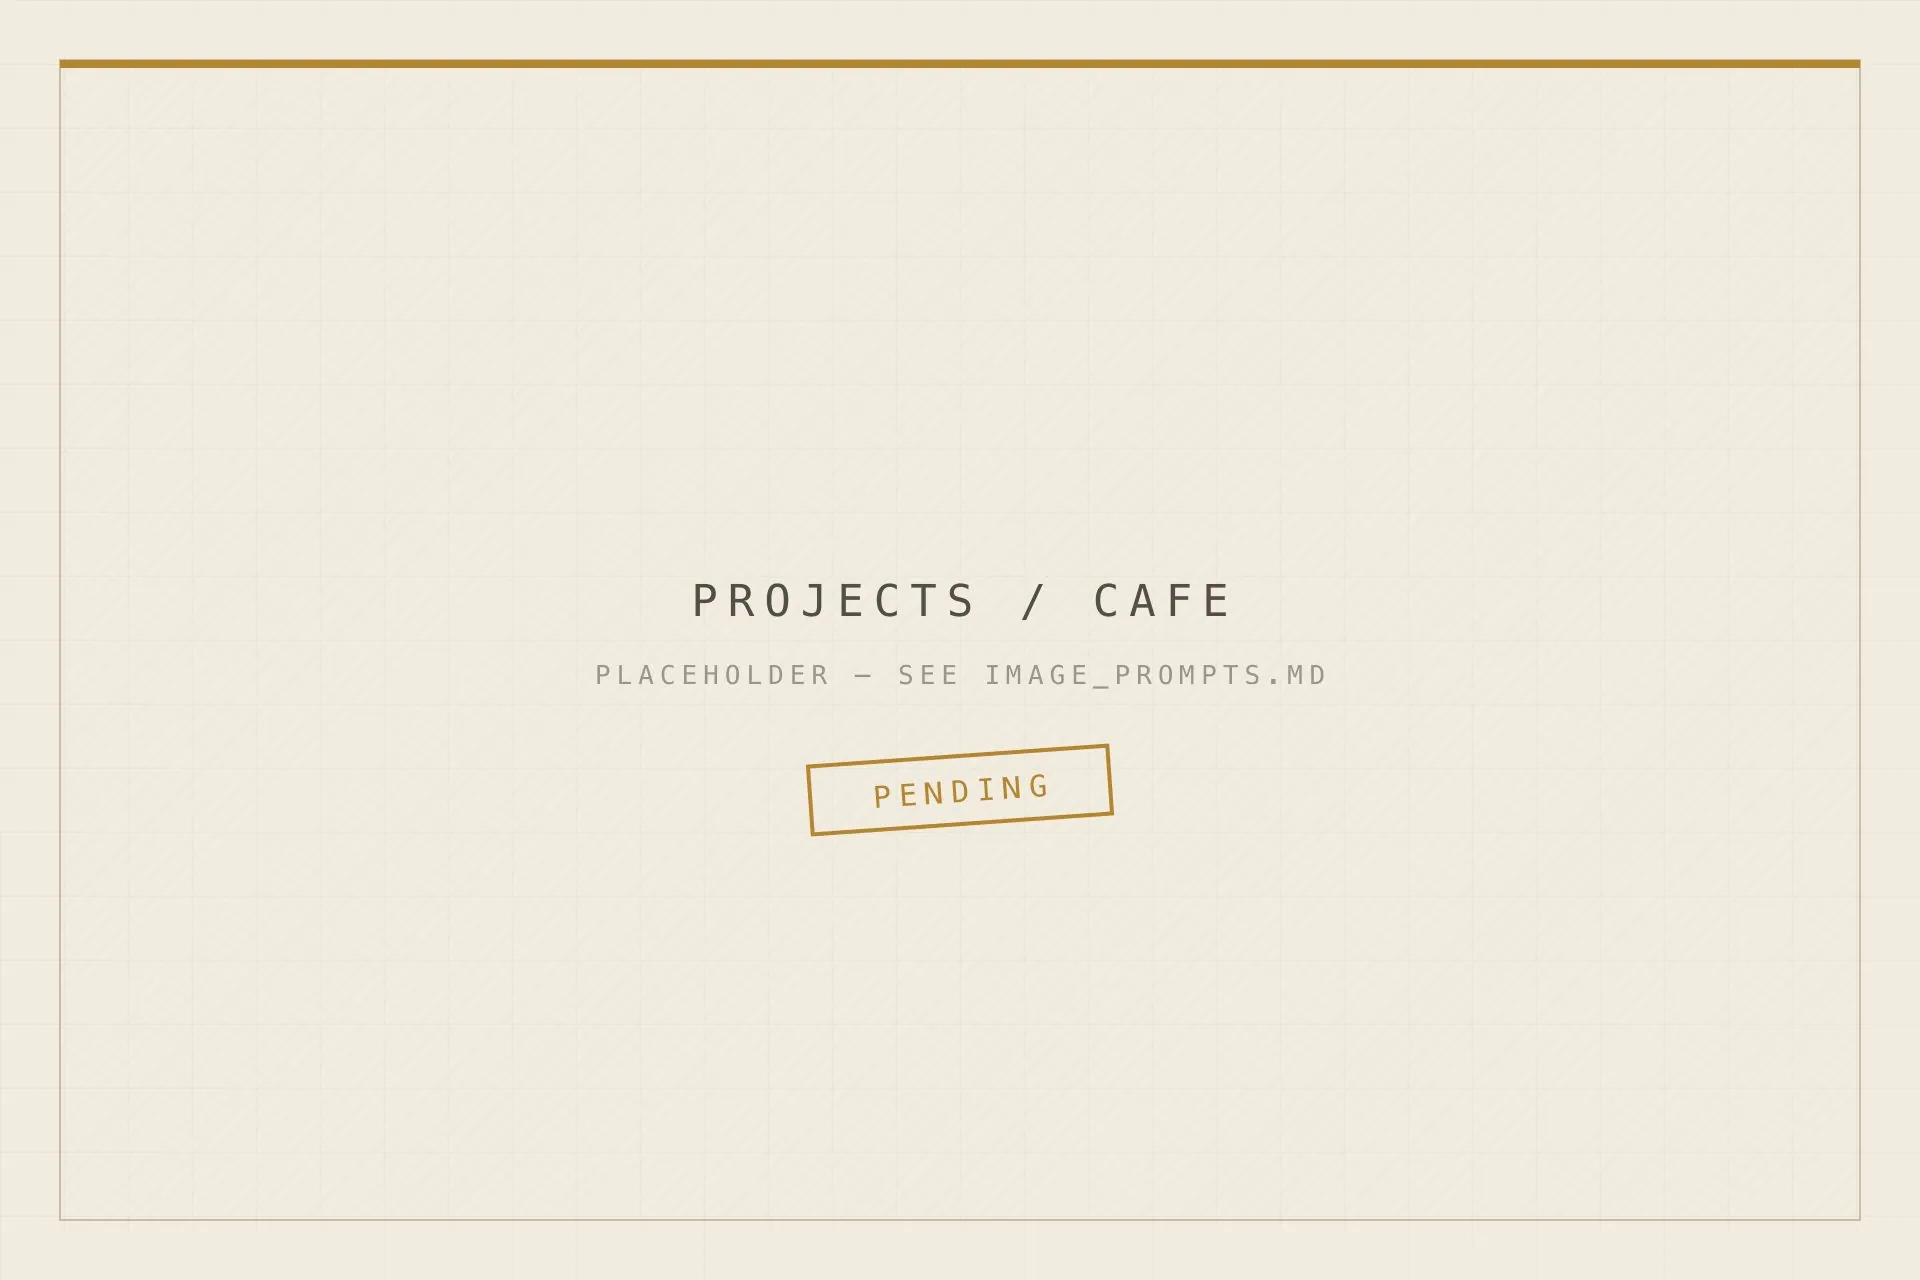 PROJECTS / CAFE
PLACEHOLDER — SEE IMAGE_PROMPTS.MD
PENDING